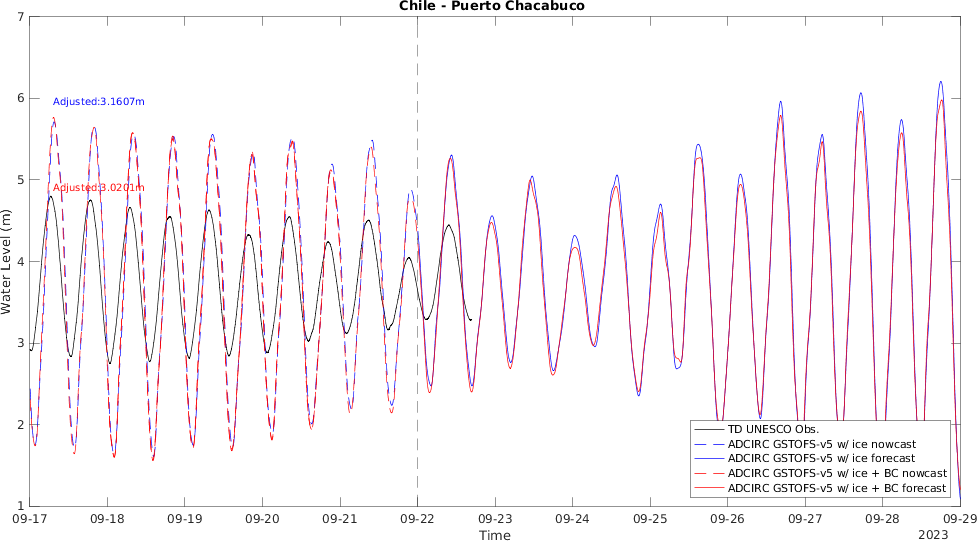 Chile - Puerto Chacabuco
7
6
5
4
3
2
1
Water Level (m)
Adjusted:3.1607m
Adjusted:3.0201m
TD UNESCO Obs.
ADCIRC GSTOFS-v5 w/ ice nowcast
ADCIRC GSTOFS-v5 w/ ice forecast
ADCIRC GSTOFS-v5 w/ ice + BC nowcast
ADCIRC GSTOFS-v5 w/ ice + BC forecast
09-17 09-18 09-19 09-20 09-21 09-22 09-23 09-24 09-25 09-26 09-27 09-28 09-29
Time
2023